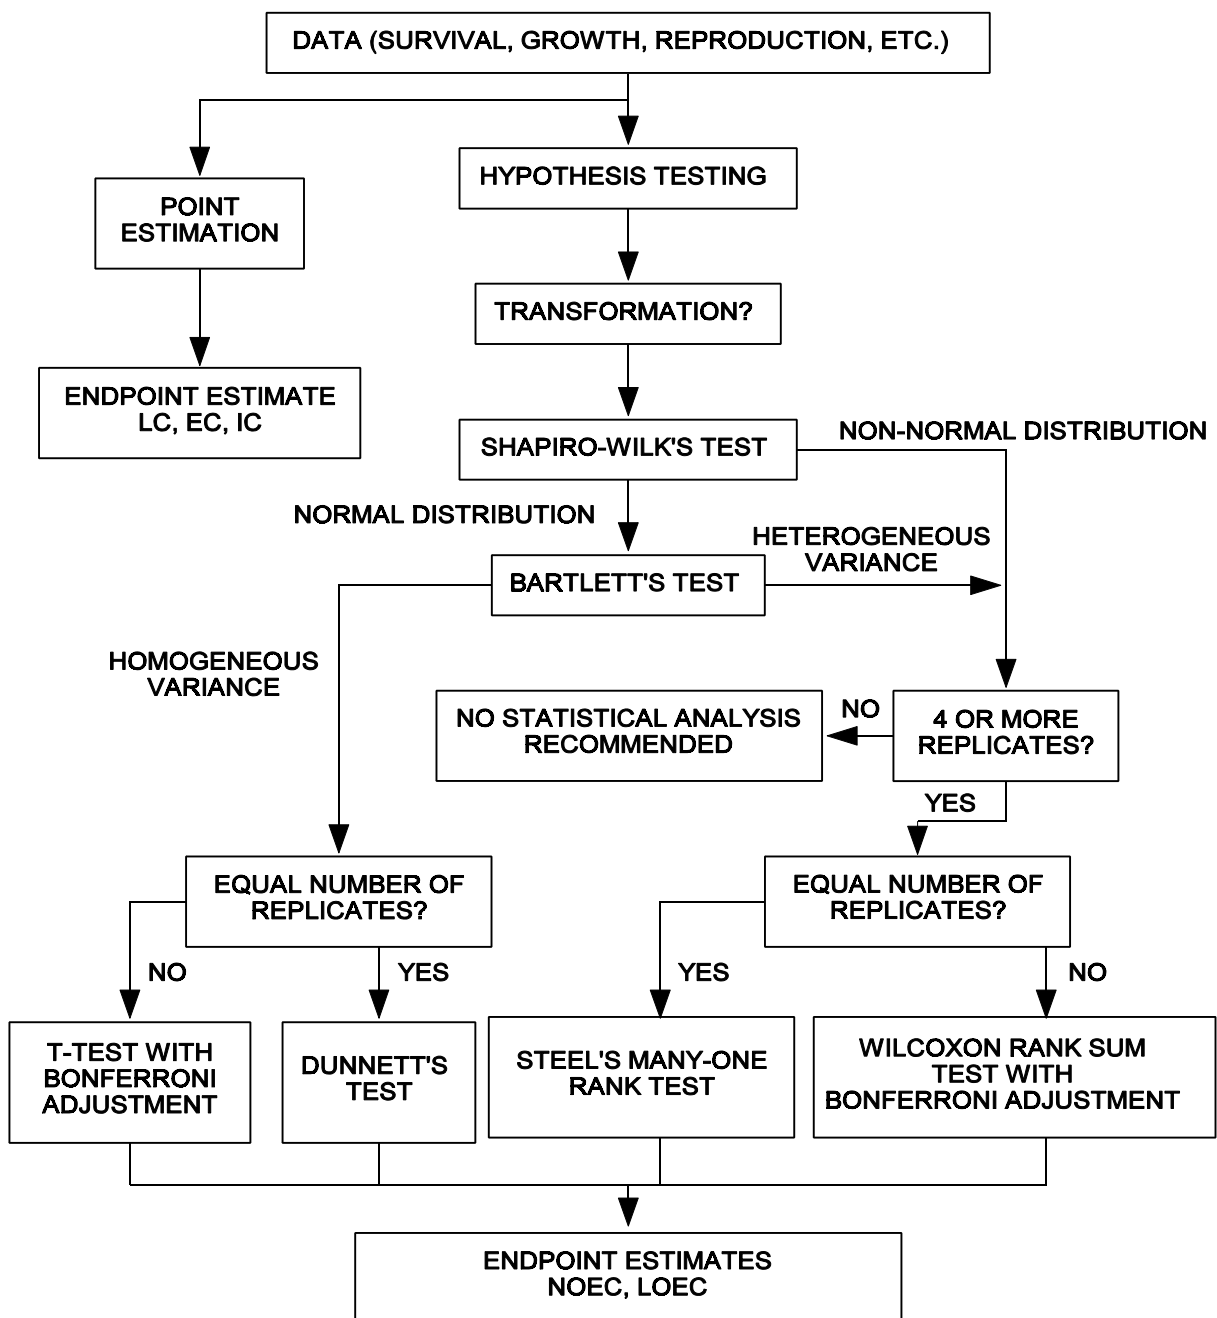 DATA (SURVIVAL, GROWTH, REPRODUCTION, ETC.)
HYPOTHESIS TESTING
POINT
ESTIMATION
TRANSFORMATION?
ENDPOINT ESTIMATE
LC, EC, IC
SHAPIRO-WILK'S TEST
NON-NORMAL DISTRIBUTION
NORMAL DISTRIBUTION
HETEROGENEOUS
VARIANCE
BARTLETT'S TEST
HOMOGENEOUS
VARIANCE
NO STATISTICAL ANALYSIS
RECOMMENDED
NO
4 OR MORE
REPLICATES?
YES
EQUAL NUMBER OF
REPLICATES?
EQUAL NUMBER OF
REPLICATES?
NO
YES
YES
NO
T-TEST WITH
BONFERRONI
ADJUSTMENT
DUNNETT'S
TEST
STEEL'S MANY-ONE
RANK TEST
WILCOXON RANK SUM
TEST WITH
BONFERRONI ADJUSTMENT
ENDPOINT ESTIMATES
NOEC, LOEC